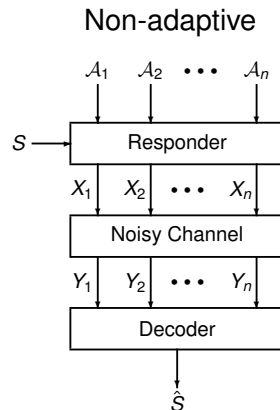 Non-adaptive
𝒜₁ 𝒜₂ ••• 𝒜ₙ
S Responder
X₁ X₂ ••• Xₙ
Noisy Channel
Y₁ Y₂ ••• Yₙ
Decoder
Ŝ